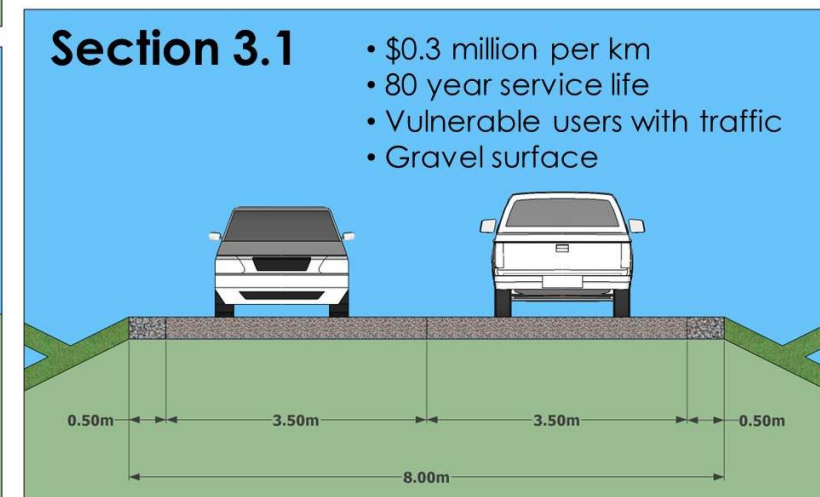 Section 3.1
• $0.3 million per km
• 80 year service life
• Vulnerable users with traffic
• Gravel surface
0.50m
3.50m
3.50m
0.50m
8.00m